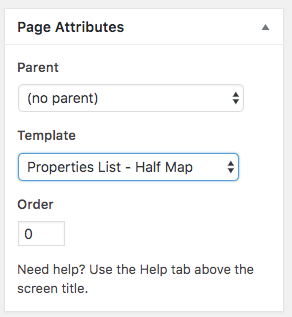 Page Attributes
Parent
(no parent)
Template
Properties List - Half Map
Order
0
Need help? Use the Help tab above the
screen title.